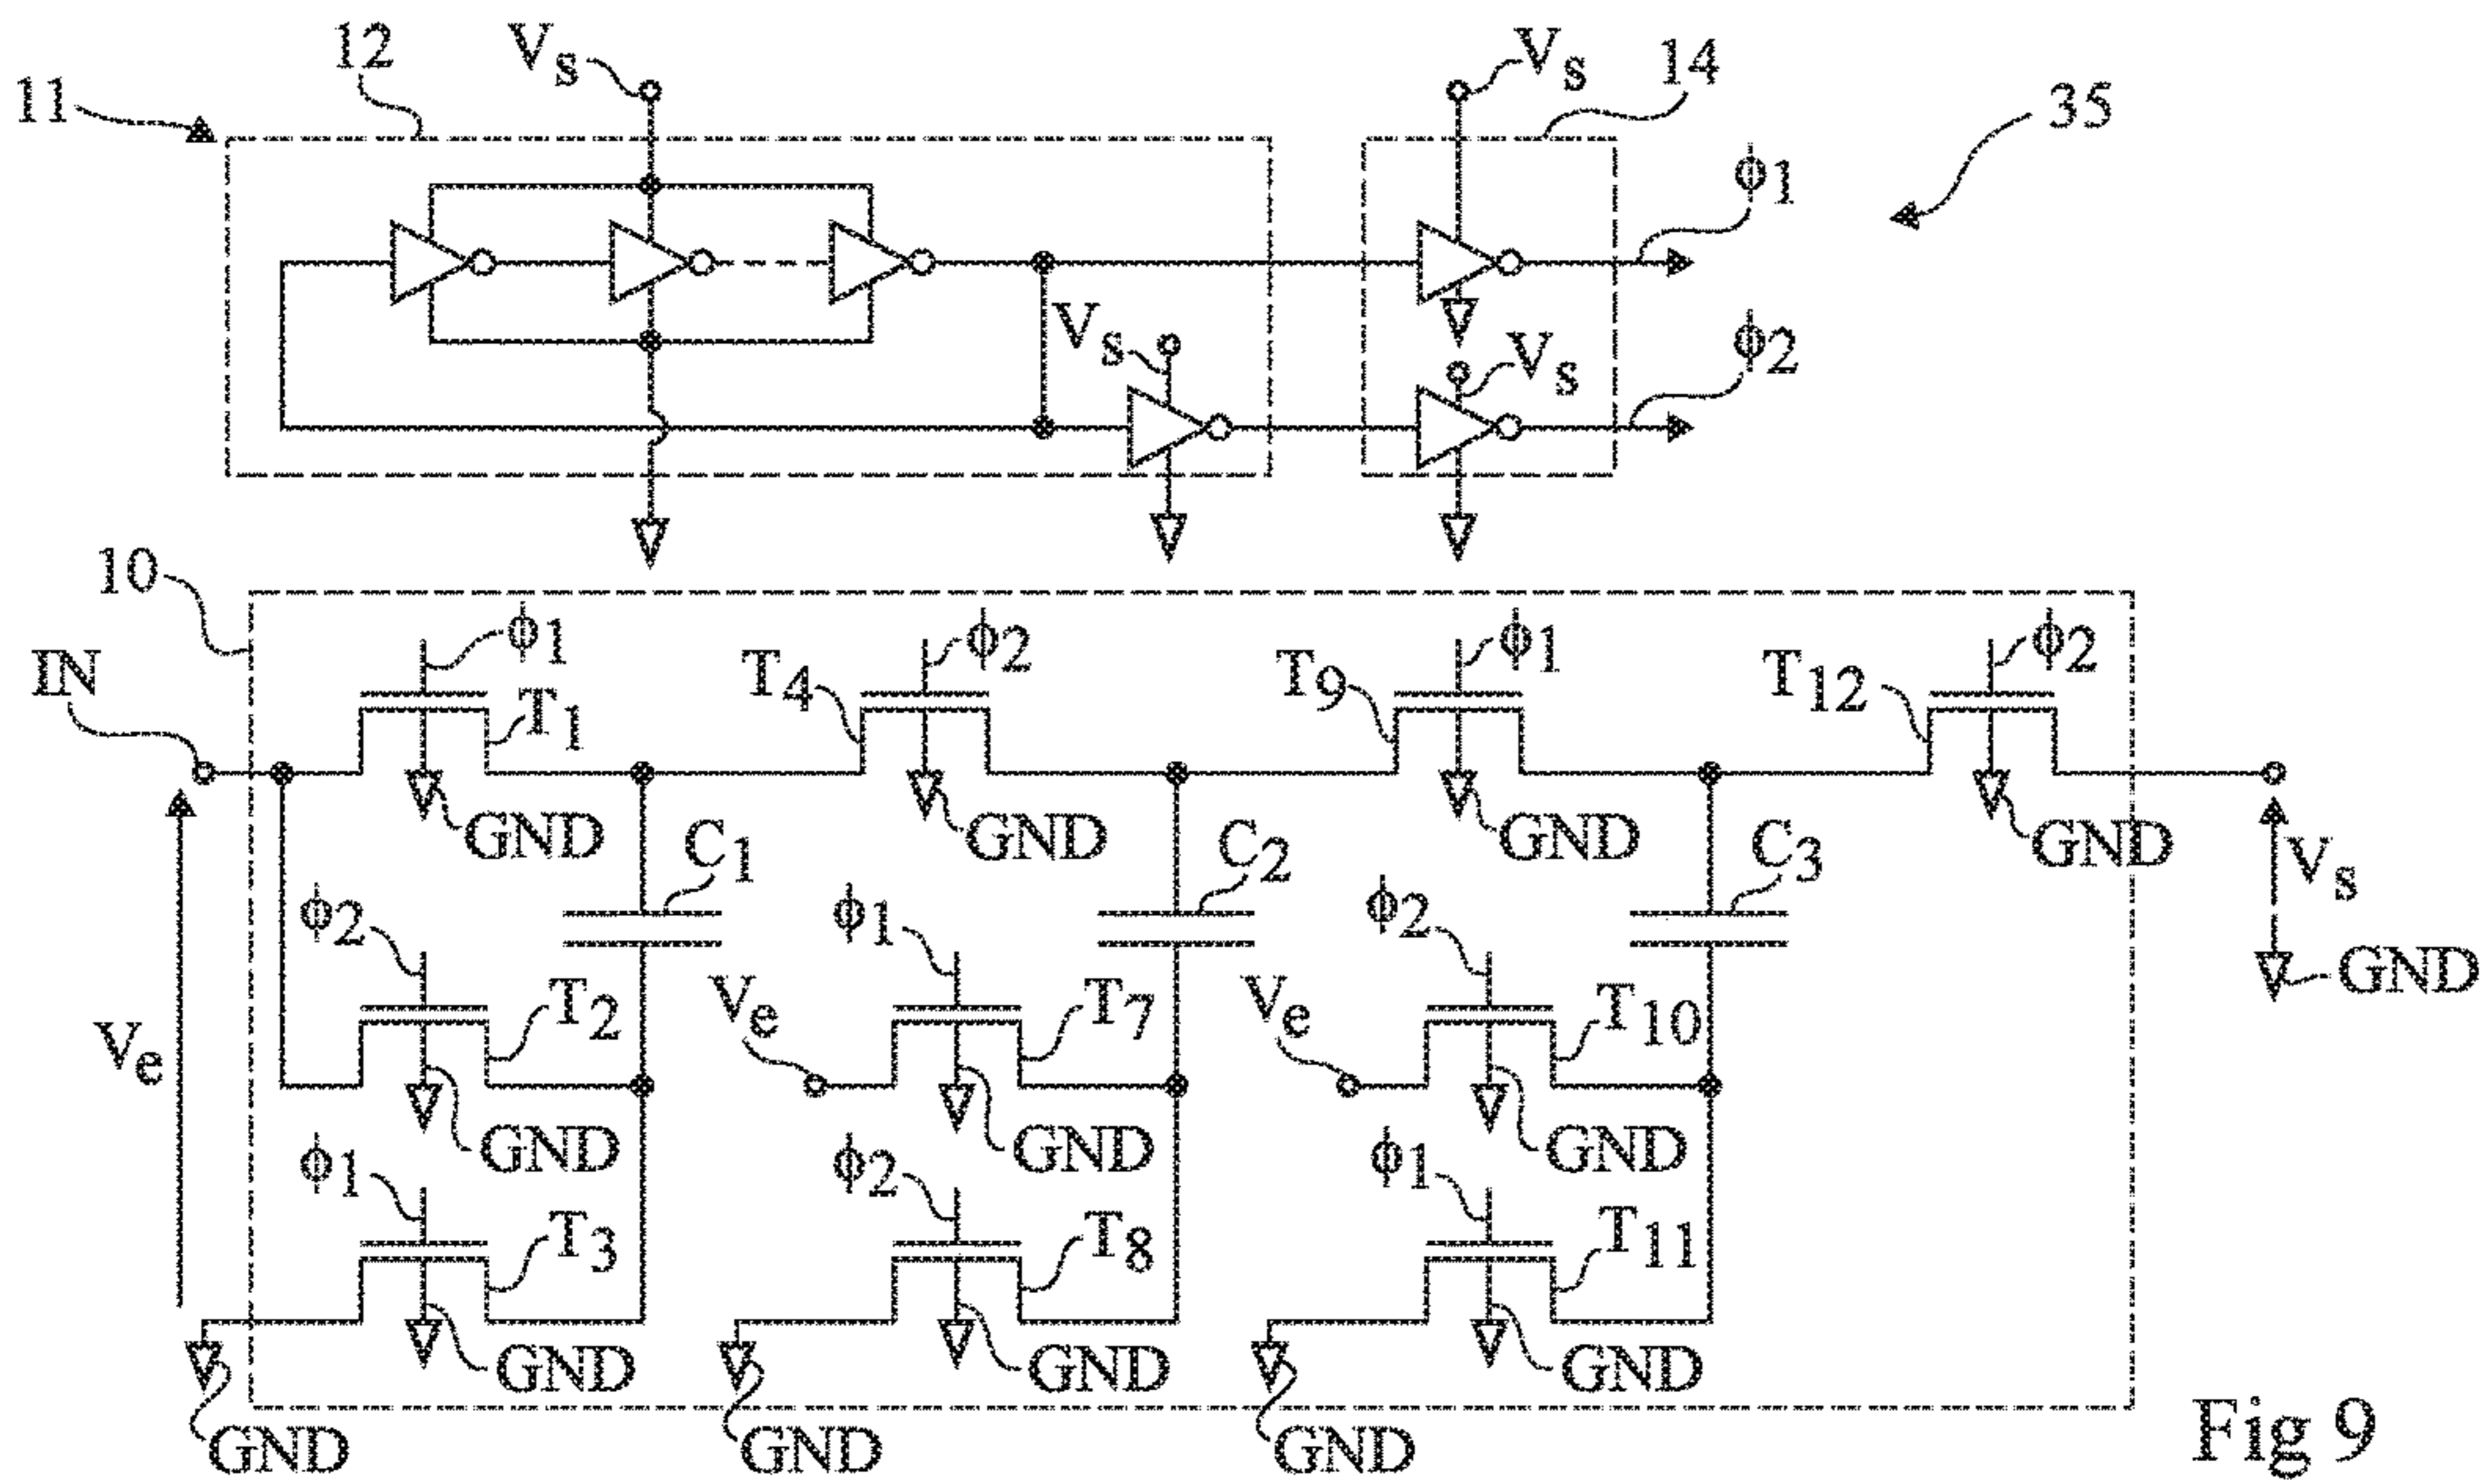 11
12
Vs
Vs
14
35
ϕ1
Vs
Vs
ϕ2
10
IN
ϕ1
T1
GND
T4
ϕ2
GND
T9
ϕ1
GND
T12
ϕ2
GND
Vs
GND
C1
C2
C3
Ve
ϕ2
T2
GND
Ve
ϕ1
T7
GND
Ve
ϕ2
T10
GND
ϕ1
T3
GND
GND
ϕ2
T8
GND
GND
ϕ1
T11
GND
GND
Fig 9